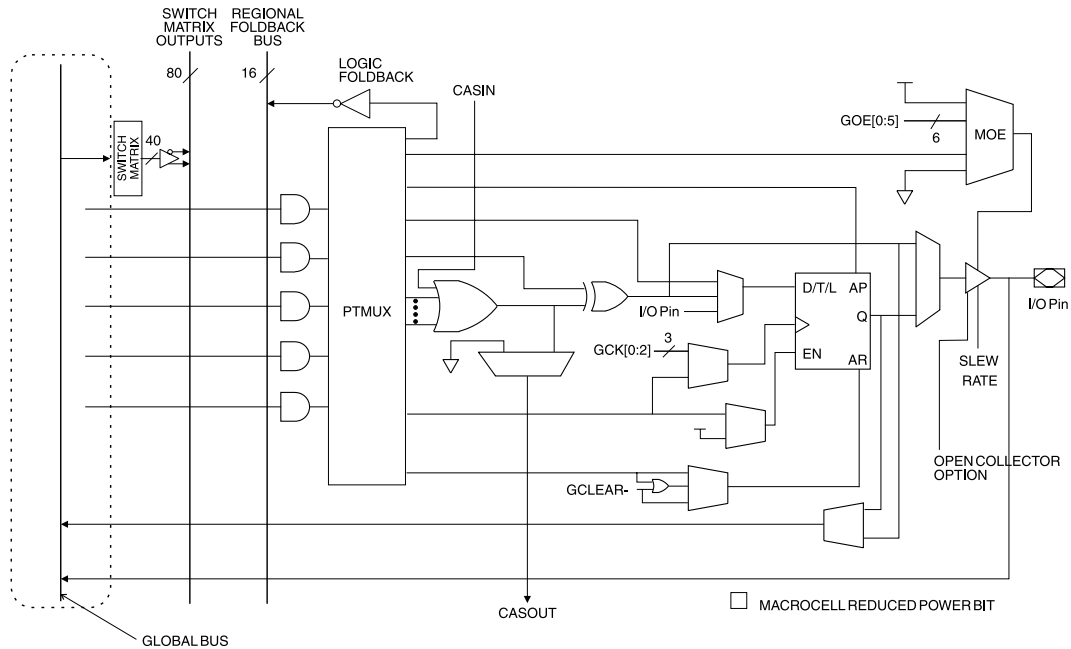 SWITCH
MATRIX
OUTPUTS
REGIONAL
FOLDBACK
BUS
80
16
LOGIC
FOLDBACK
CASIN
SWITCH
MATRIX
40
GOE[0:5]
6
MOE
PTMUX
I/O Pin
D/T/L
AP
Q
EN
AR
GCK[0:2]
3
I/O Pin
SLEW
RATE
OPEN COLLECTOR
OPTION
GCLEAR-
CASOUT
MACROCELL REDUCED POWER BIT
GLOBAL BUS